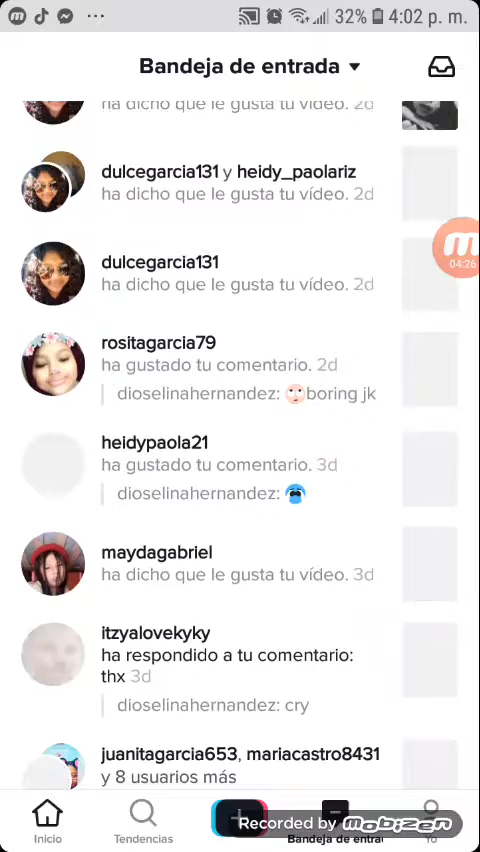 32% 4:02 p. m.
Bandeja de entrada
ha dicho que le gusta tu vídeo. 2d
dulcegarcia131 y heidy_paolariz
ha dicho que le gusta tu vídeo. 2d
04:26
dulcegarcia131
ha dicho que le gusta tu vídeo. 2d
rositagarcia79
ha gustado tu comentario. 2d
dioselinahernandez: 🙄boring jk
heidypaola21
ha gustado tu comentario. 3d
dioselinahernandez:
maydagabriel
ha dicho que le gusta tu vídeo. 3d
itzyalovekyky
ha respondido a tu comentario:
thx 3d
dioselinahernandez: cry
juanitagarcia653, mariacastro8431
y 8 usuarios más
Recorded by mobizen
Inicio Tendencias Bandeja de entra Yo